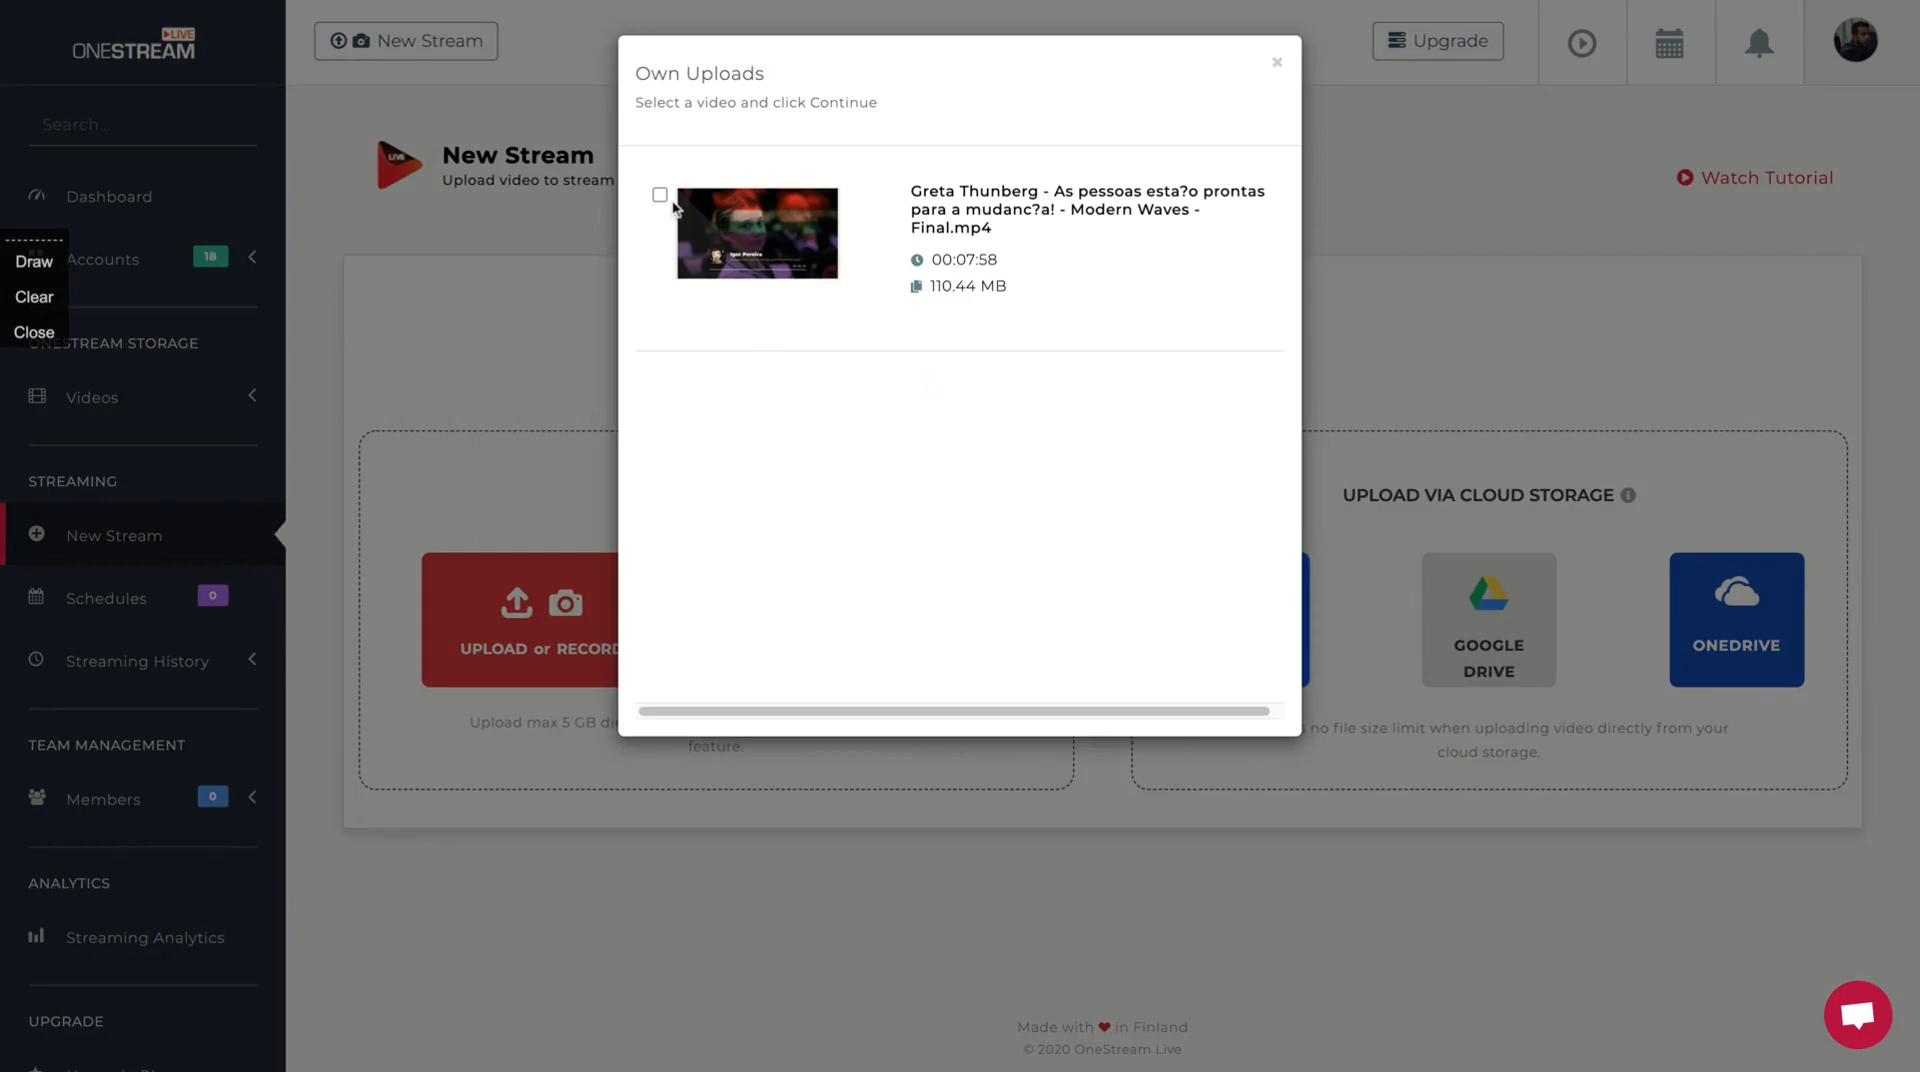 LIVE
ONESTREAM
New Stream
Upgrade
Search...
Dashboard
Accounts
18
Draw
Clear
Close
ONESTREAM STORAGE
Videos
STREAMING
New Stream
Schedules
0
Streaming History
TEAM MANAGEMENT
Members
0
ANALYTICS
Streaming Analytics
UPGRADE
LIVE
New Stream
Upload video to stream
Watch Tutorial
Own Uploads
×
Select a video and click Continue
Greta Thunberg - As pessoas esta?o prontas
para a mudanc?a! - Modern Waves -
Final.mp4
00:07:58
110.44 MB
Igor Pereira
UPLOAD or RECORD
Upload max 5 GB di
feature.
UPLOAD VIA CLOUD STORAGE
GOOGLE
DRIVE
ONEDRIVE
no file size limit when uploading video directly from your
cloud storage.
Made with ❤ in Finland
© 2020 OneStream Live